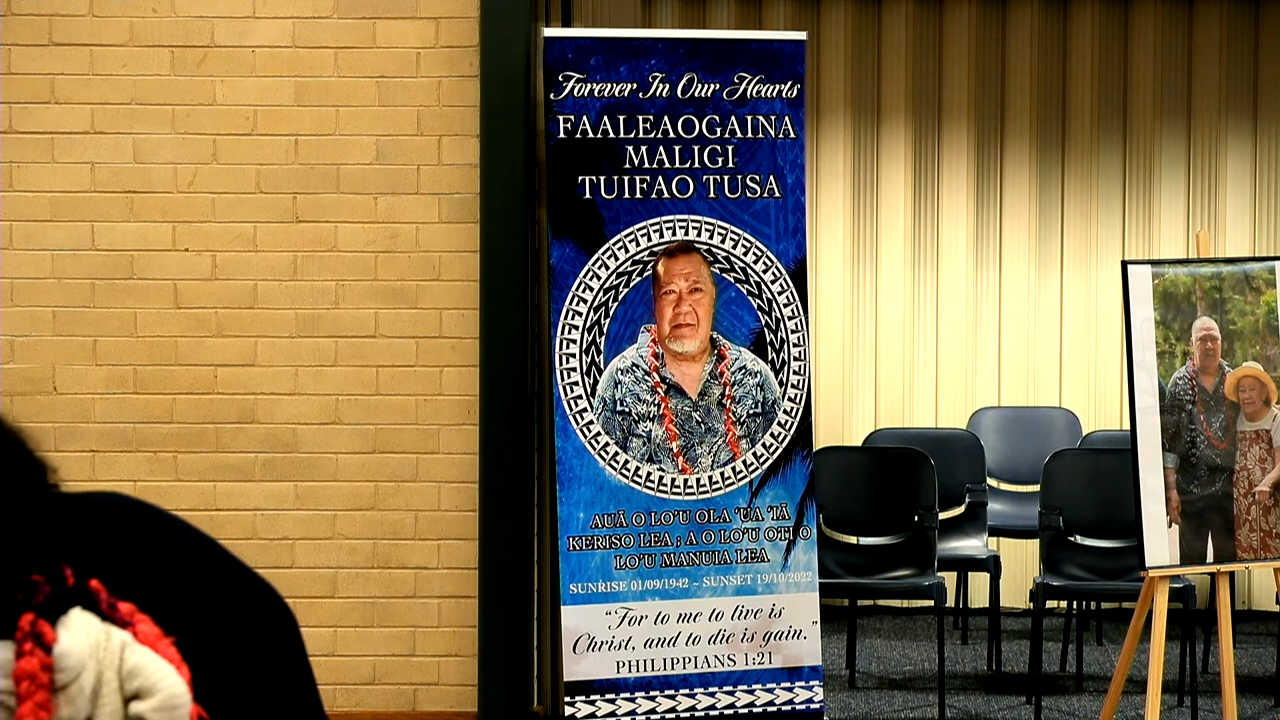 Forever In Our Hearts
FAALEAOGAINA
MALIGI
TUIFAO TUSA
AUĀ O LO'U OLA 'UA 'IĀ
KERISO LEA ; A O LO'U OTI O
LO'U MANUIA LEA
SUNRISE 01/09/1942 ~ SUNSET 19/10/2022
“For to me to live is
Christ, and to die is gain.”
PHILIPPIANS 1:21